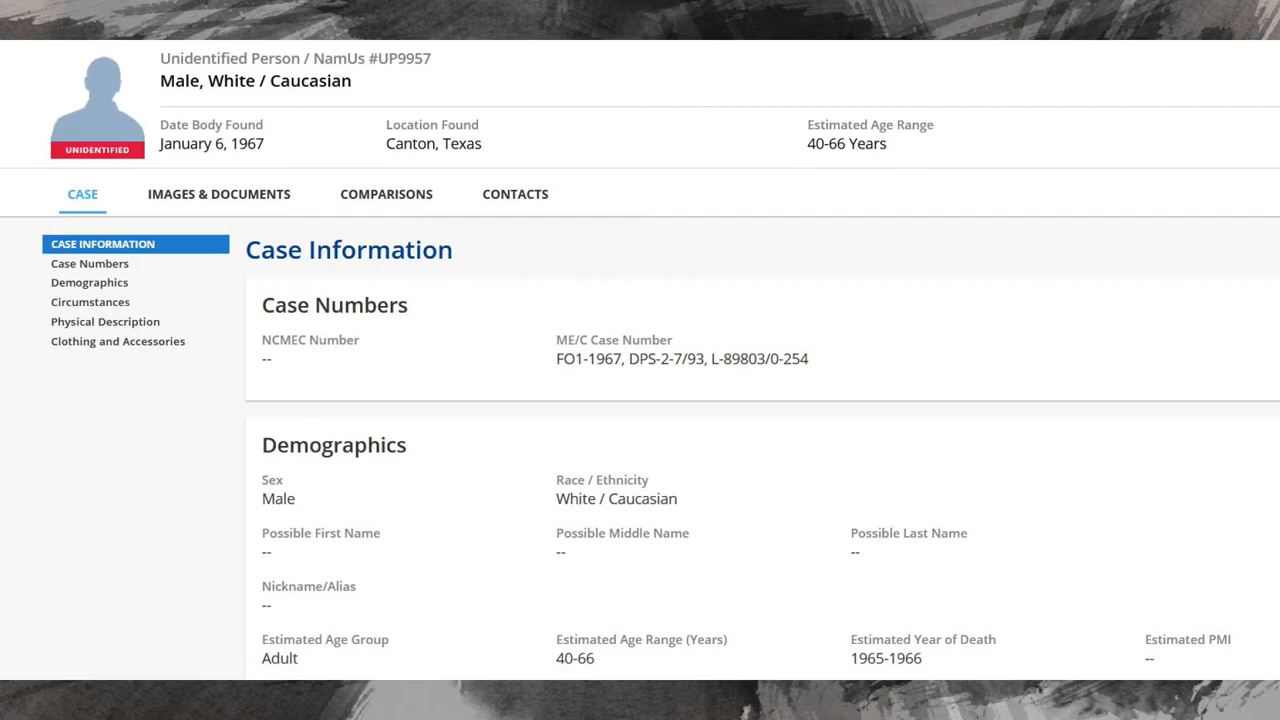 Unidentified Person / NamUs #UP9957
Male, White / Caucasian
UNIDENTIFIED
Date Body Found Location Found Estimated Age Range
January 6, 1967 Canton, Texas 40-66 Years
CASE IMAGES & DOCUMENTS COMPARISONS CONTACTS
CASE INFORMATION
Case Numbers
Demographics
Circumstances
Physical Description
Clothing and Accessories
Case Information
Case Numbers
NCMEC Number ME/C Case Number
-- FO1-1967, DPS-2-7/93, L-89803/0-254
Demographics
Sex Race / Ethnicity
Male White / Caucasian
Possible First Name Possible Middle Name Possible Last Name
-- -- --
Nickname/Alias
--
Estimated Age Group Estimated Age Range (Years) Estimated Year of Death Estimated PMI
Adult 40-66 1965-1966 --